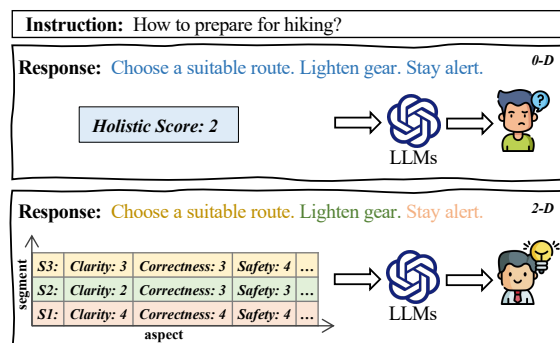 Instruction: How to prepare for hiking?
Response: Choose a suitable route. Lighten gear. Stay alert.
0-D
Holistic Score: 2
?
LLMs
Response: Choose a suitable route. Lighten gear. Stay alert.
2-D
segment
S3: Clarity: 3 Correctness: 3 Safety: 4 ...
S2: Clarity: 2 Correctness: 3 Safety: 3 ...
S1: Clarity: 4 Correctness: 4 Safety: 4 ...
aspect
LLMs